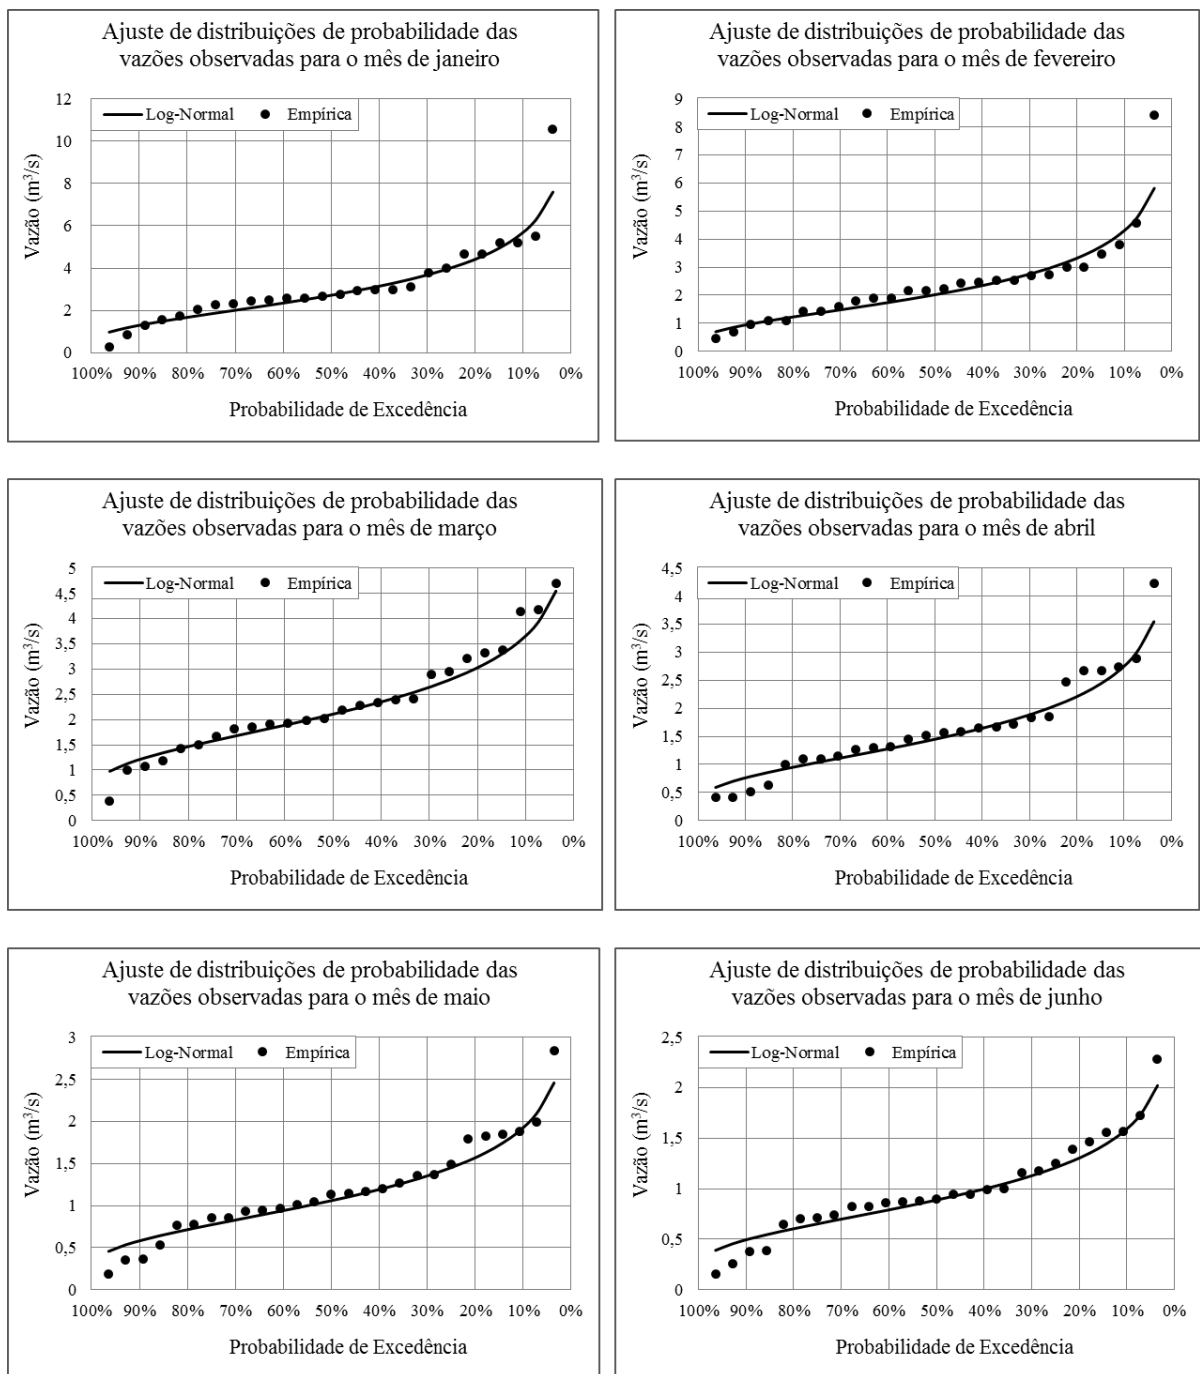 Ajuste de distribuições de probabilidade das
vazões observadas para o mês de janeiro
Log-Normal Empírica
Vazão (m³/s)
12
10
8
6
4
2
0
100% 90% 80% 70% 60% 50% 40% 30% 20% 10% 0%
Probabilidade de Excedência
Ajuste de distribuições de probabilidade das
vazões observadas para o mês de fevereiro
Log-Normal Empírica
Vazão (m³/s)
9
8
7
6
5
4
3
2
1
0
100% 90% 80% 70% 60% 50% 40% 30% 20% 10% 0%
Probabilidade de Excedência
Ajuste de distribuições de probabilidade das
vazões observadas para o mês de março
Log-Normal Empírica
Vazão (m³/s)
5
4,5
4
3,5
3
2,5
2
1,5
1
0,5
0
100% 90% 80% 70% 60% 50% 40% 30% 20% 10% 0%
Probabilidade de Excedência
Ajuste de distribuições de probabilidade das
vazões observadas para o mês de abril
Log-Normal Empírica
Vazão (m³/s)
4,5
4
3,5
3
2,5
2
1,5
1
0,5
0
100% 90% 80% 70% 60% 50% 40% 30% 20% 10% 0%
Probabilidade de Excedência
Ajuste de distribuições de probabilidade das
vazões observadas para o mês de maio
Log-Normal Empírica
Vazão (m³/s)
3
2,5
2
1,5
1
0,5
0
100% 90% 80% 70% 60% 50% 40% 30% 20% 10% 0%
Probabilidade de Excedência
Ajuste de distribuições de probabilidade das
vazões observadas para o mês de junho
Log-Normal Empírica
Vazão (m³/s)
2,5
2
1,5
1
0,5
0
100% 90% 80% 70% 60% 50% 40% 30% 20% 10% 0%
Probabilidade de Excedência